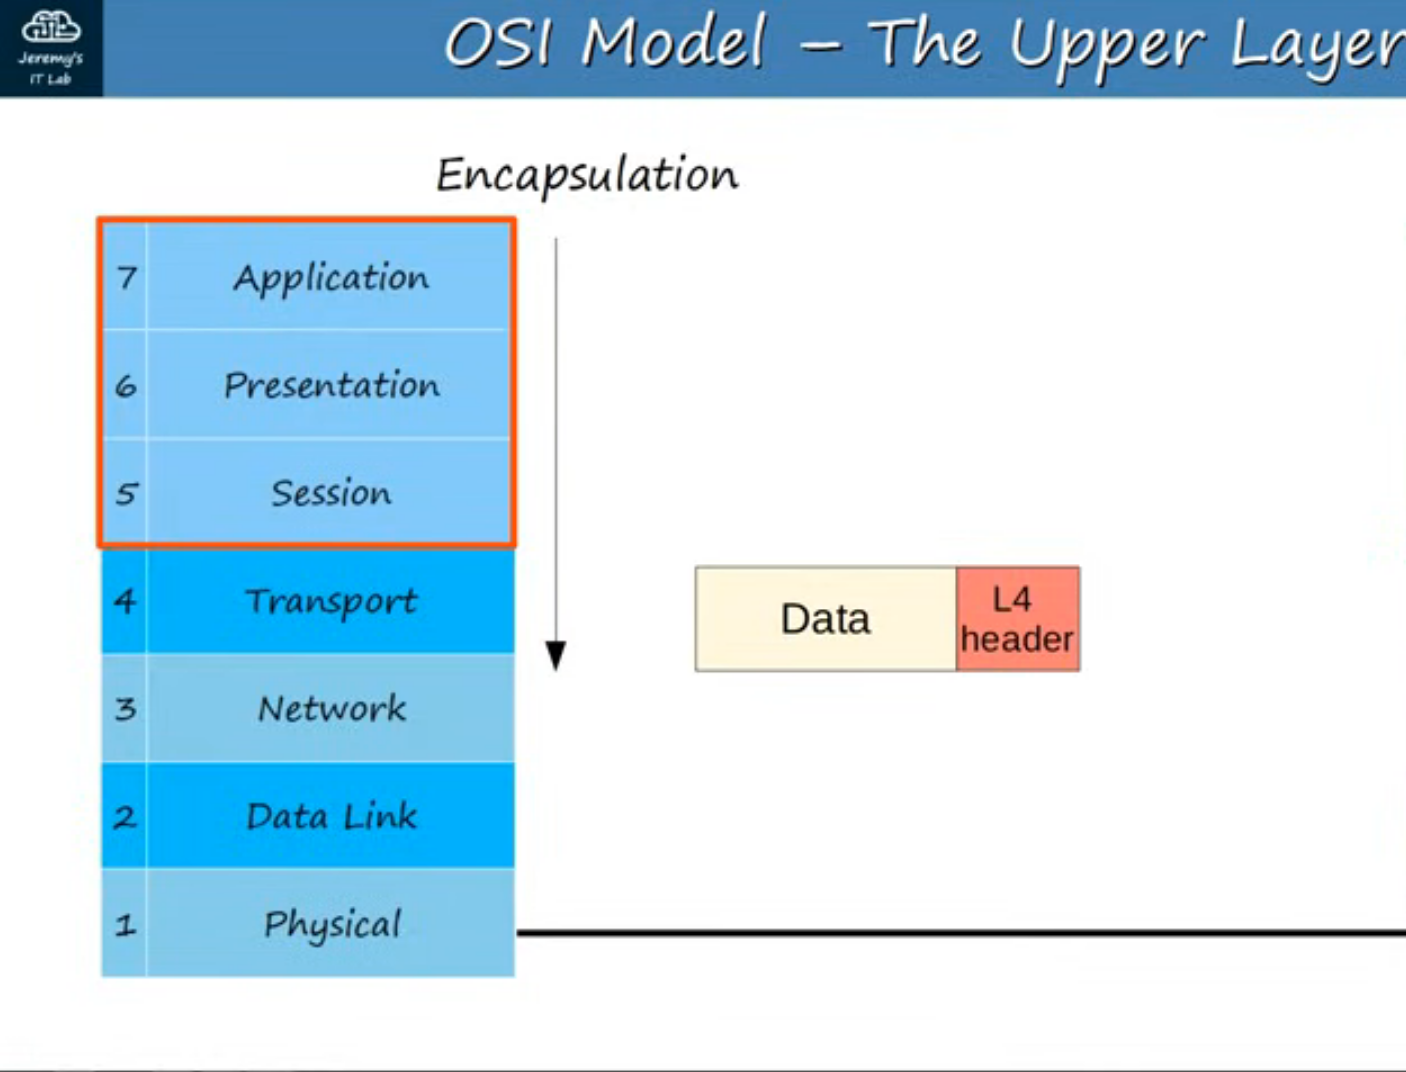 Jeremy's
IT Lab
OSI Model – The Upper Layer
Encapsulation
7 Application
6 Presentation
5 Session
4 Transport
Data
L4
header
3 Network
2 Data Link
1 Physical